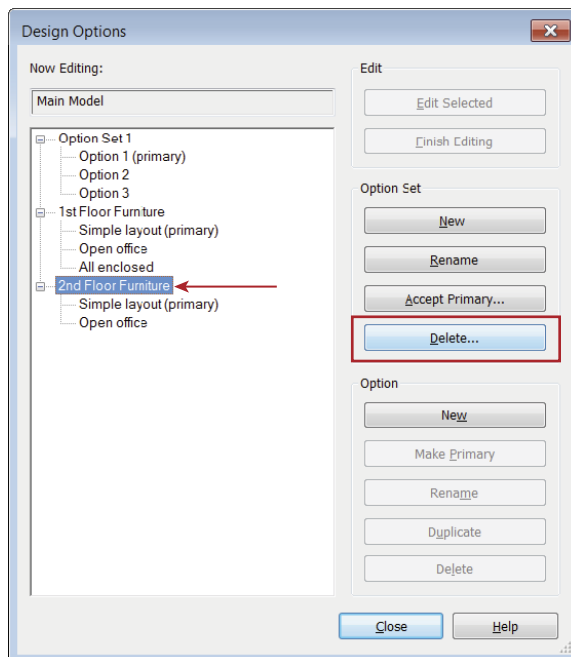 Design Options
Now Editing:
Main Model
Option Set 1
Option 1 (primary)
Option 2
Option 3
1st Floor Furniture
Simple layout (primary)
Open office
All enclosed
2nd Floor Furniture
Simple layout (primary)
Open office
Edit
Edit Selected
Finish Editing
Option Set
New
Rename
Accept Primary...
Delete...
Option
New
Make Primary
Rename
Duplicate
Delete
Close
Help